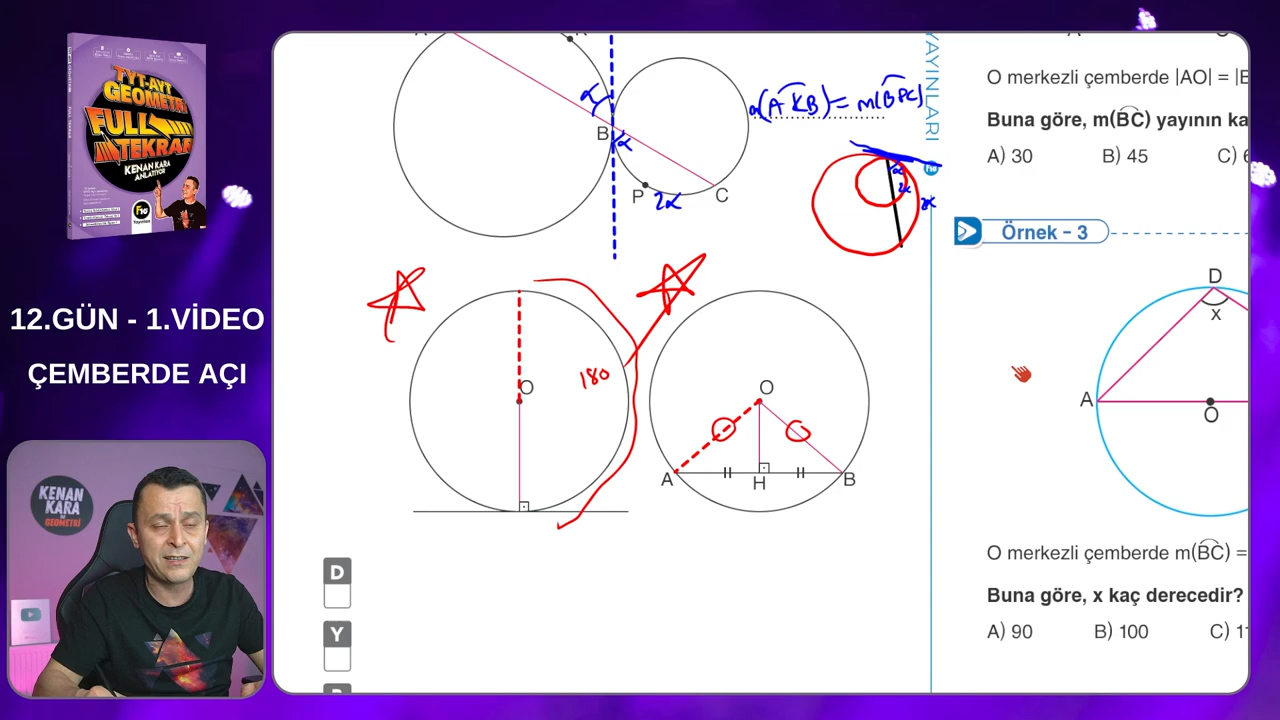 TYT-AYT
GEOMETRİ
FULL
TEKRAR
KENAN KARA
ANLATIYOR
12.GÜN - 1.VİDEO
ÇEMBERDE AÇI
KENAN
KARA
GEOMETRİ
B
α
α
P
2α
C
m(BPC)
α
2α
YAYINLARI
O
180
O
A
H
B
D
Y
O merkezli çemberde |AO| =
Buna göre, m(BC) yayının
A) 30 B) 45 C)
Örnek - 3
D
x
A
O
O merkezli çemberde m(BC) =
Buna göre, x kaç derecedir?
A) 90 B) 100 C)